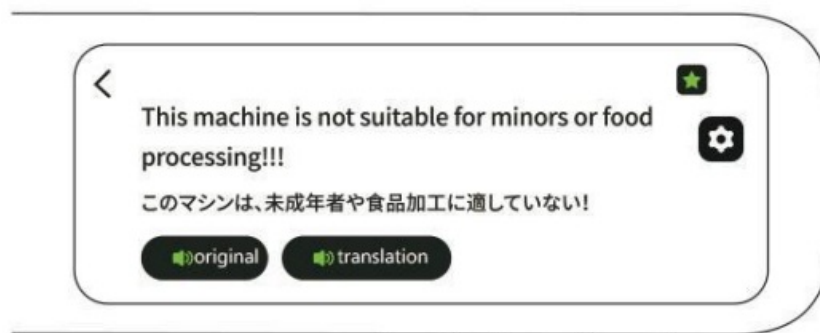 This machine is not suitable for minors or food
processing!!!
このマシンは、未成年者や食品加工に適していない!
original
translation